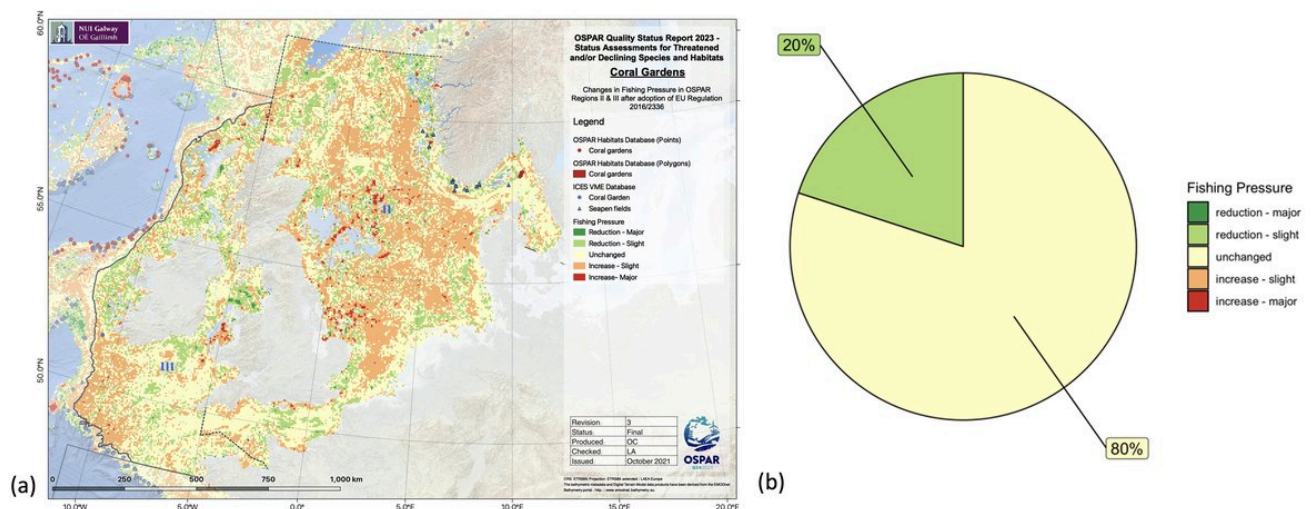 60.0°N
NUI Galway
OÉ Gaillimh
OSPAR Quality Status Report 2023 -
Status Assessments for Threatened
and/or Declining Species and Habitats
Coral Gardens
Changes in Fishing Pressure in OSPAR
Regions II & III after adoption of EU Regulation
2016/2336
Legend
OSPAR Habitats Database (Points)
Coral gardens
OSPAR Habitats Database (Polygons)
Coral gardens
ICES VME Database
Coral Garden
Seapen fields
Fishing Pressure
Reduction - Major
Reduction - Slight
Unchanged
Increase - Slight
Increase- Major
55.0°N
50.0°N
II
III
Revision 3
Status Final
Produced OC
Checked LA
Issued October 2021
OSPAR
0 250 500 750 1,000 km
(a)
10.0°W 5.0°W 0.0° 5.0°E 10.0°E 15.0°E 20.0°E
20%
80%
Fishing Pressure
reduction - major
reduction - slight
unchanged
increase - slight
increase - major
(b)